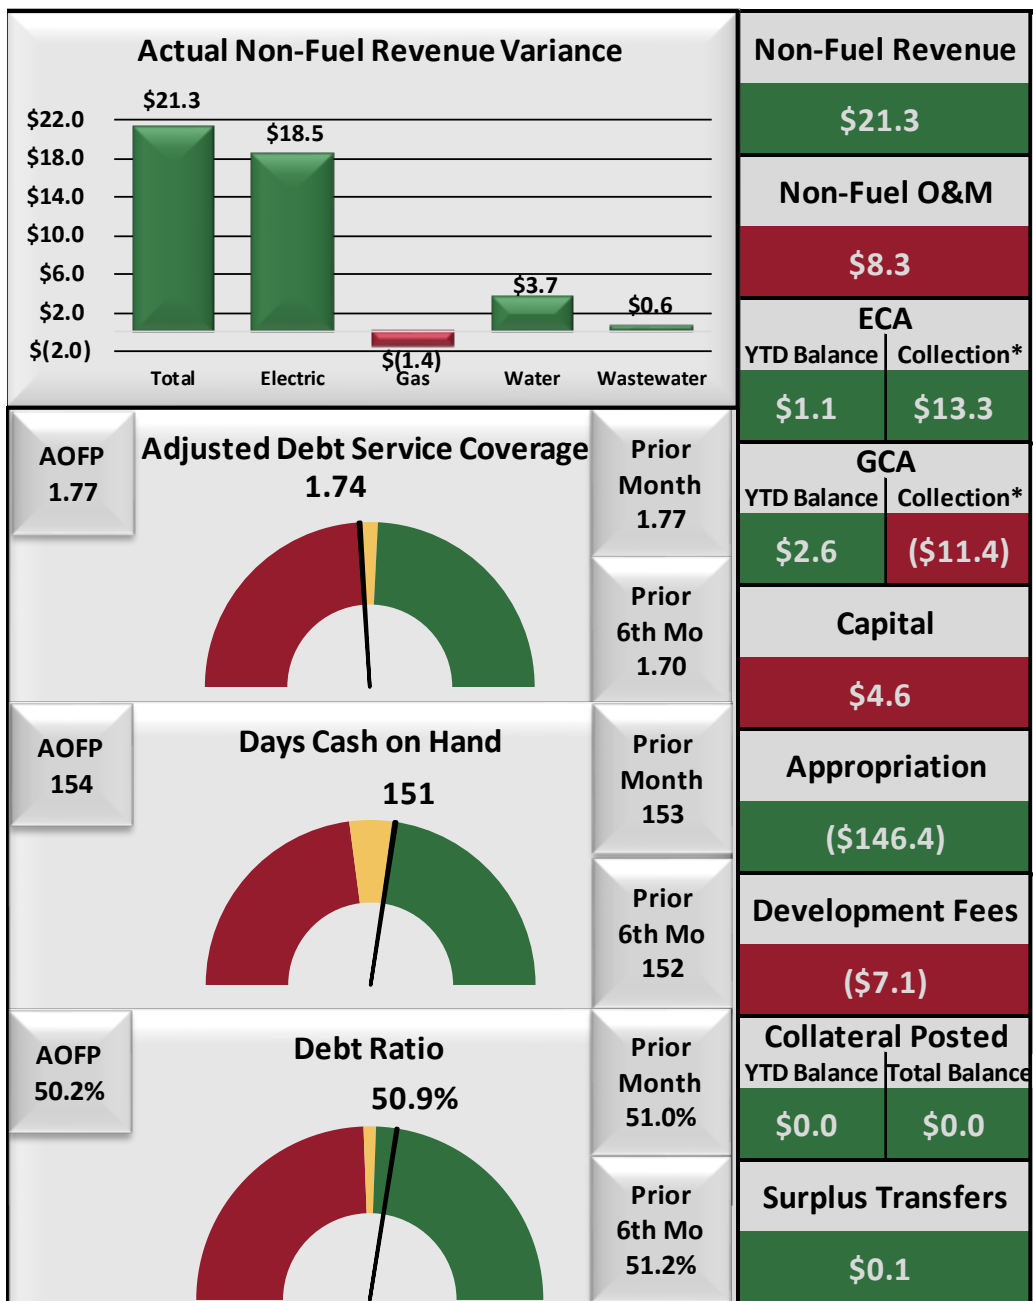 Actual Non-Fuel Revenue Variance
$22.0
$18.0
$14.0
$10.0
$6.0
$2.0
$(2.0)
$21.3
$18.5
$(1.4)
$3.7
$0.6
Total
Electric
Gas
Water
Wastewater
AOFP
1.77
Adjusted Debt Service Coverage
1.74
Prior
Month
1.77
Prior
6th Mo
1.70
AOFP
154
Days Cash on Hand
151
Prior
Month
153
Prior
6th Mo
152
AOFP
50.2%
Debt Ratio
50.9%
Prior
Month
51.0%
Prior
6th Mo
51.2%
Non-Fuel Revenue
$21.3
Non-Fuel O&M
$8.3
ECA
YTD Balance Collection*
$1.1 $13.3
GCA
YTD Balance Collection*
$2.6 ($11.4)
Capital
$4.6
Appropriation
($146.4)
Development Fees
($7.1)
Collateral Posted
YTD Balance Total Balance
$0.0 $0.0
Surplus Transfers
$0.1